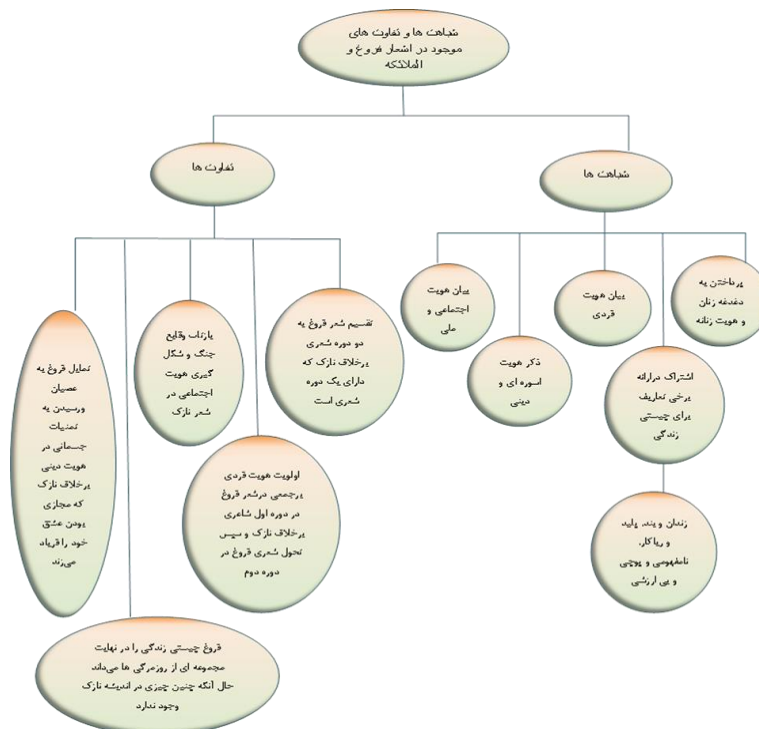 شباهت ها و تفاوت های
موجود در اشعار فروغ و
الملائکه
شباهت ها
تفاوت ها
پرداختن به
دغدغه زنان
و هویت زنانه
اشتراک درارائه
برخی تعاریف
برای چیستی
زندگی
زندان و بند، پلید
و ریاکار،
نامفهومی و پوچی
و بی ارزشی
بیان هویت
فردی
ذکر هویت
اسوره ای و
دینی
بیان هویت
اجتماعی و
ملی
تقسیم شعر فروغ به
دو دوره شعری
برخلاف نازک که
دارای یک دوره
شعری است
اولویت هویت فردی
برجمعی درشعر فروغ
در دوره اول شاعری
برخلاف نازک و سپس
تحول شعری فروغ در
دوره دوم
بازتاب وقایع
جنگ و شکل
گیری هویت
اجتماعی در
شعر نازک
فروغ چیستی زندگی را در نهایت
مجموعه ای از روزمرگی ها می‌داند
حال آنکه چنین چیزی در اندیشه نازک
وجود ندارد
تمایل فروغ به
عصیان
ورسیدن به
تمنیات
جسمانی در
هویت دینی
برخلاف نازک
که مجازی
بودن عشق
خود را فریاد
می‌زند